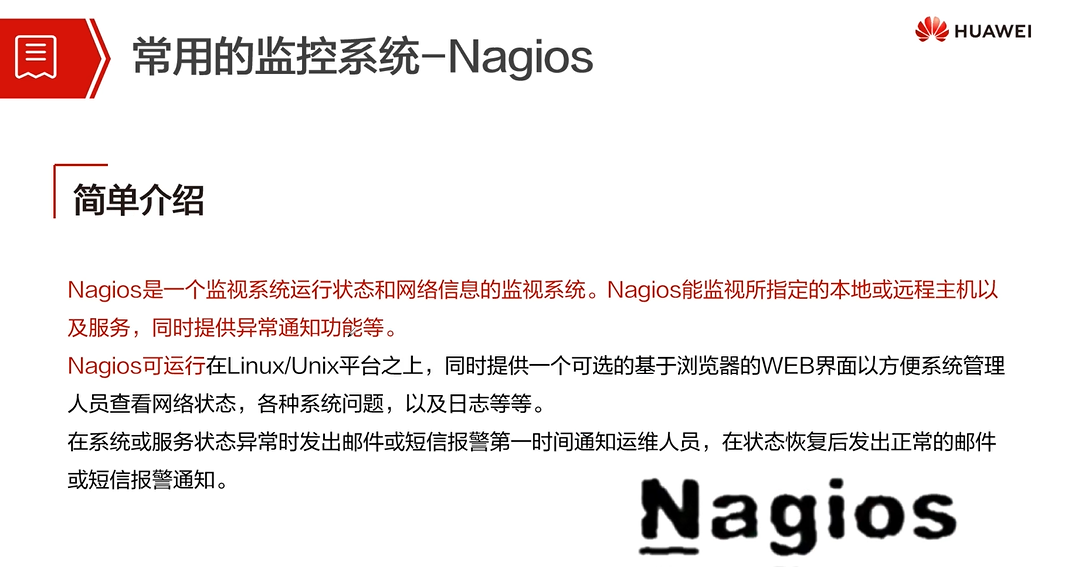 常用的监控系统-Nagios
HUAWEI
简单介绍
Nagios是一个监视系统运行状态和网络信息的监视系统。Nagios能监视所指定的本地或远程主机以
及服务，同时提供异常通知功能等。
Nagios可运行在Linux/Unix平台之上，同时提供一个可选的基于浏览器的WEB界面以方便系统管理
人员查看网络状态，各种系统问题，以及日志等等。
在系统或服务状态异常时发出邮件或短信报警第一时间通知运维人员，在状态恢复后发出正常的邮件
或短信报警通知。
Nagios